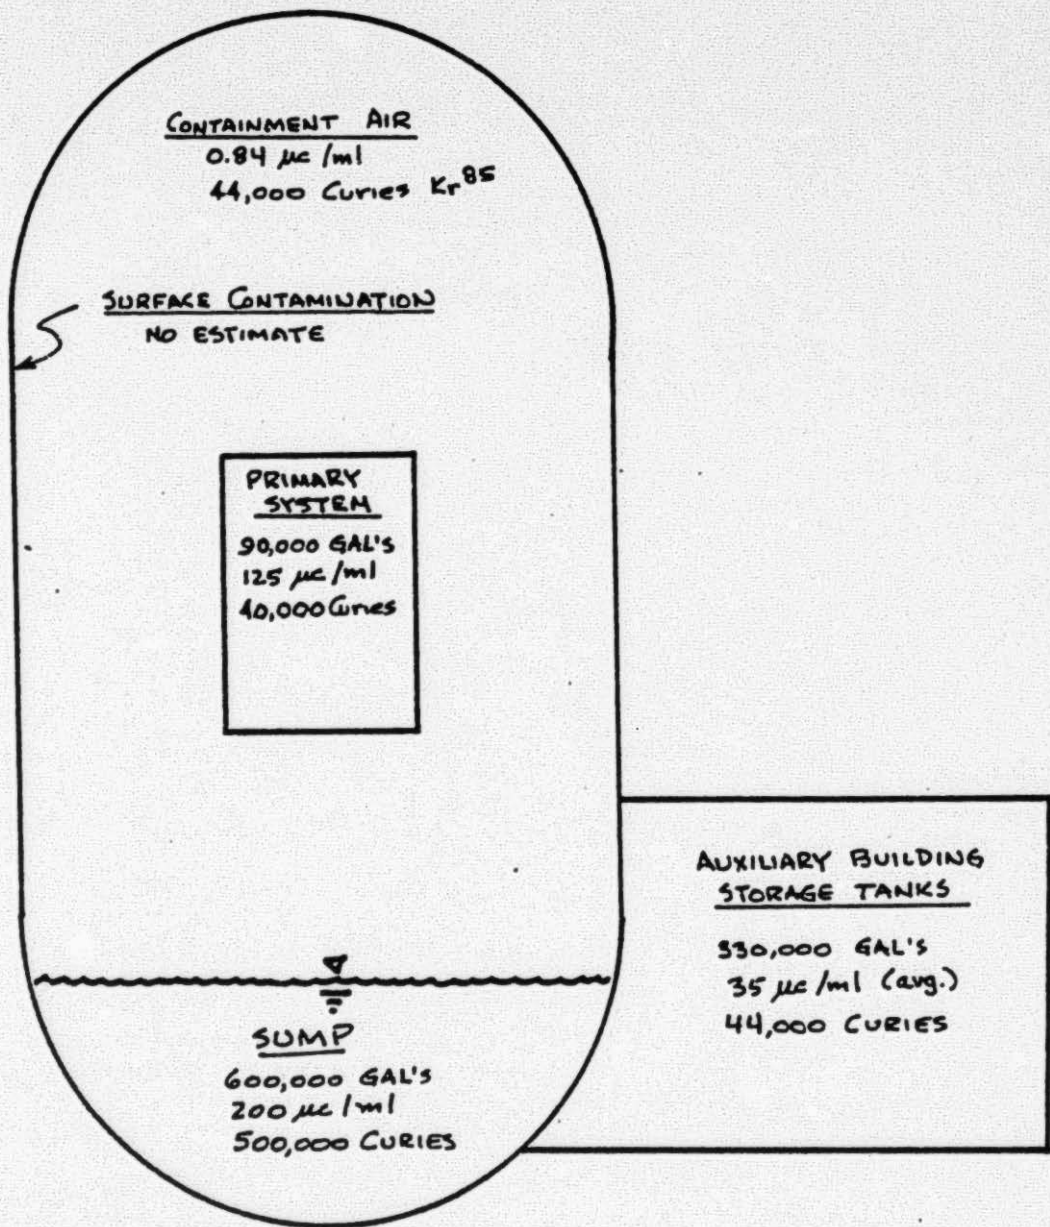 CONTAINMENT AIR
0.84 µc/ml
44,000 Curies Kr85
SURFACE CONTAMINATION
NO ESTIMATE
PRIMARY
SYSTEM
90,000 GAL'S
125 µc/ml
40,000 Curies
AUXILIARY BUILDING
STORAGE TANKS
330,000 GAL'S
35 µc/ml (avg.)
44,000 CURIES
SUMP
600,000 GAL'S
200 µc/ml
500,000 CURIES